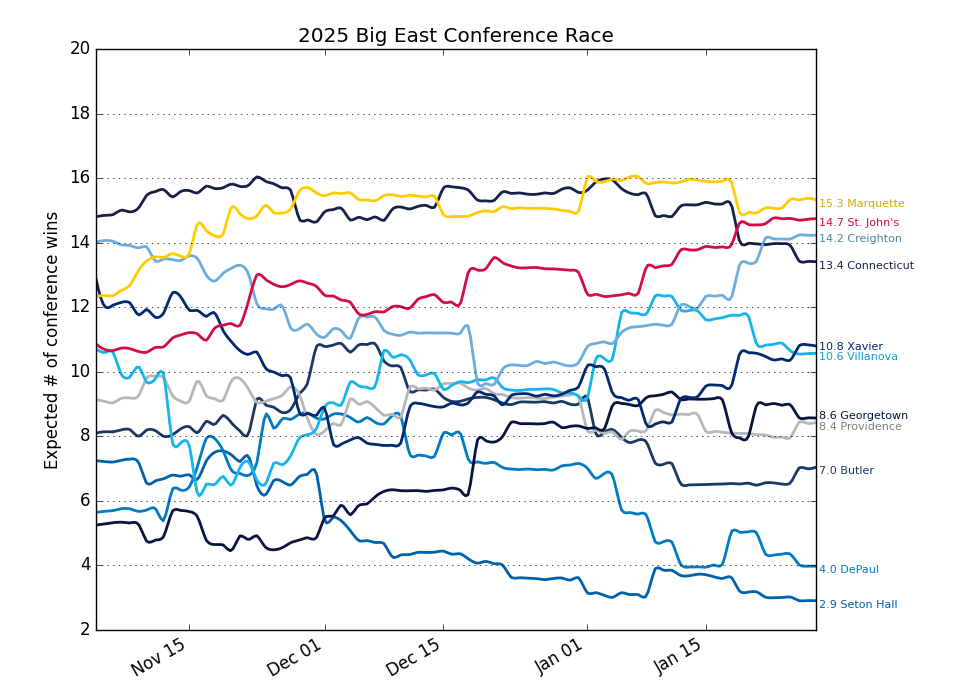 2025 Big East Conference Race
Expected # of conference wins
20
18
16
14
12
10
8
6
4
2
15.3 Marquette
14.7 St. John's
14.2 Creighton
13.4 Connecticut
10.8 Xavier
10.6 Villanova
8.6 Georgetown
8.4 Providence
7.0 Butler
4.0 DePaul
2.9 Seton Hall
Nov 15
Dec 01
Dec 15
Jan 01
Jan 15